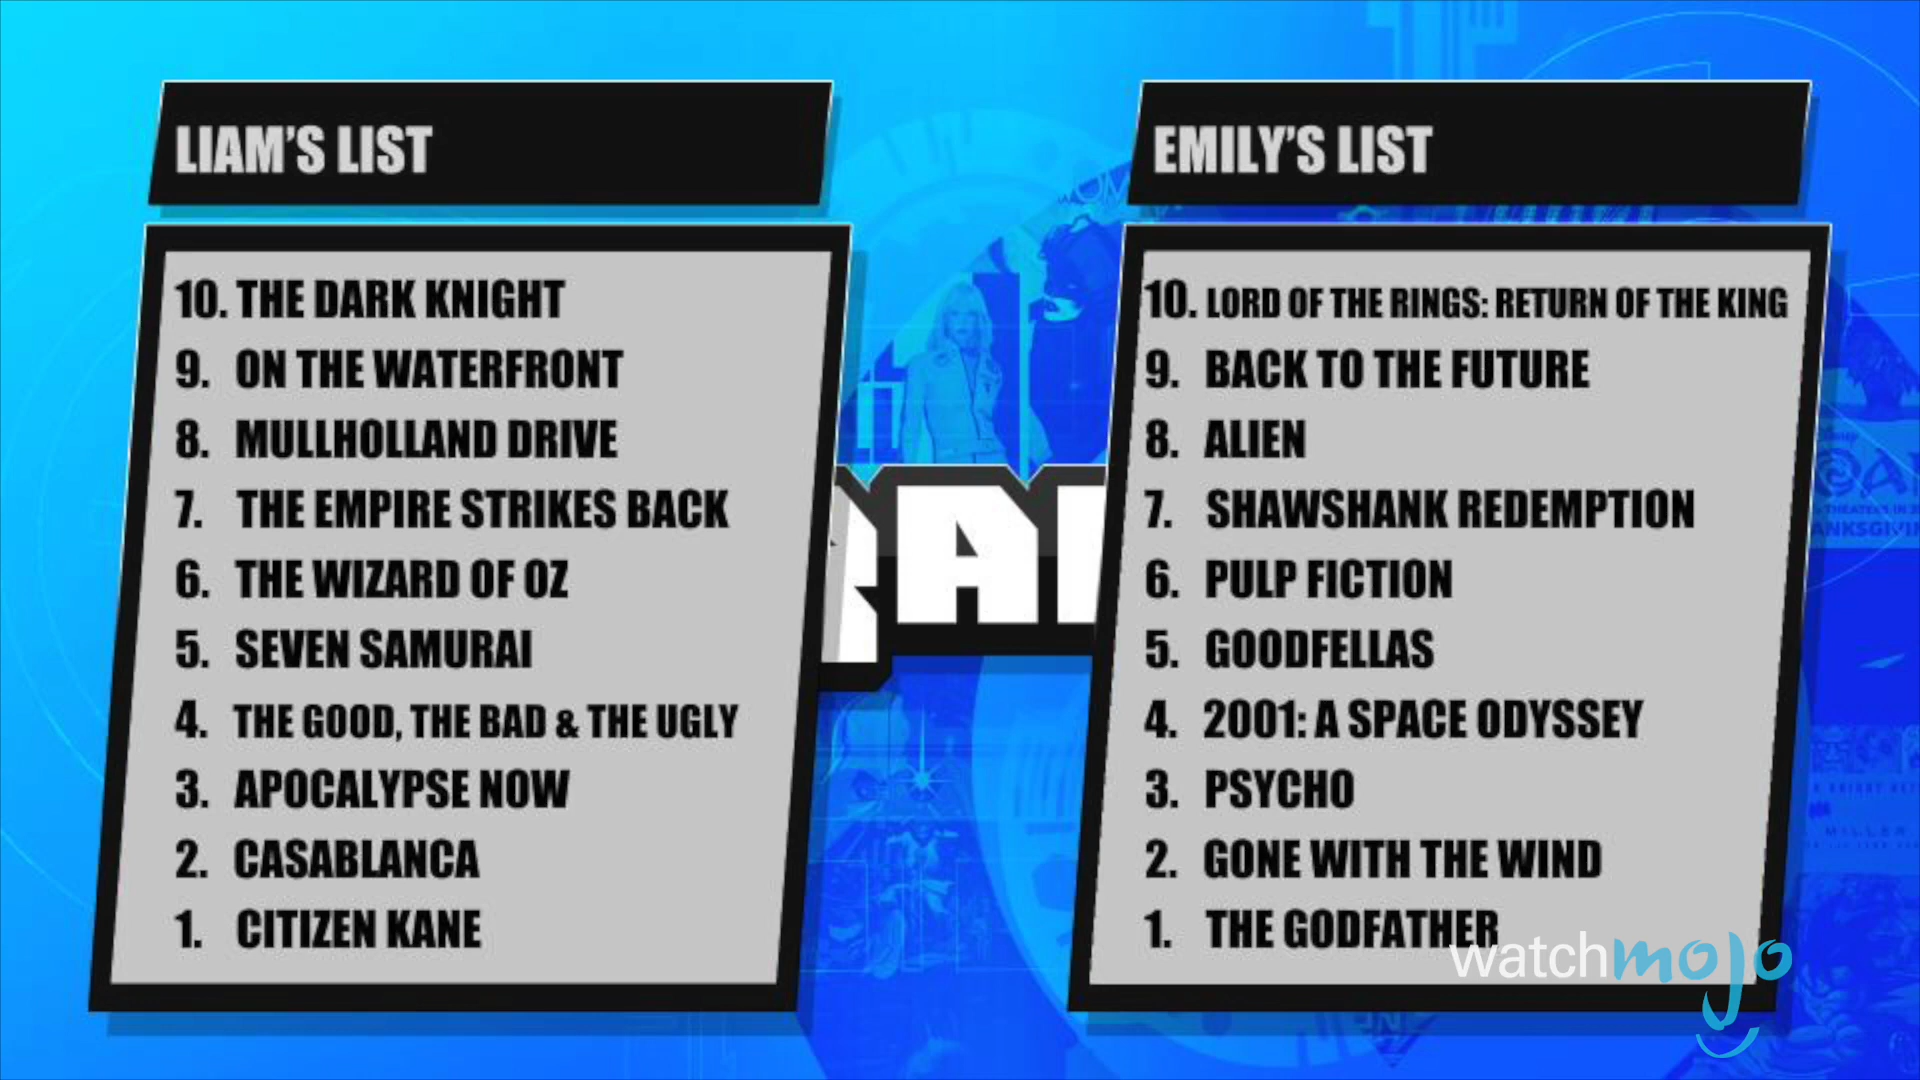 LIAM'S LIST
10. THE DARK KNIGHT
9. ON THE WATERFRONT
8. MULLHOLLAND DRIVE
7. THE EMPIRE STRIKES BACK
6. THE WIZARD OF OZ
5. SEVEN SAMURAI
4. THE GOOD, THE BAD & THE UGLY
3. APOCALYPSE NOW
2. CASABLANCA
1. CITIZEN KANE
EMILY'S LIST
10. LORD OF THE RINGS: RETURN OF THE KING
9. BACK TO THE FUTURE
8. ALIEN
7. SHAWSHANK REDEMPTION
6. PULP FICTION
5. GOODFELLAS
4. 2001: A SPACE ODYSSEY
3. PSYCHO
2. GONE WITH THE WIND
1. THE GODFATHER
watchmojo